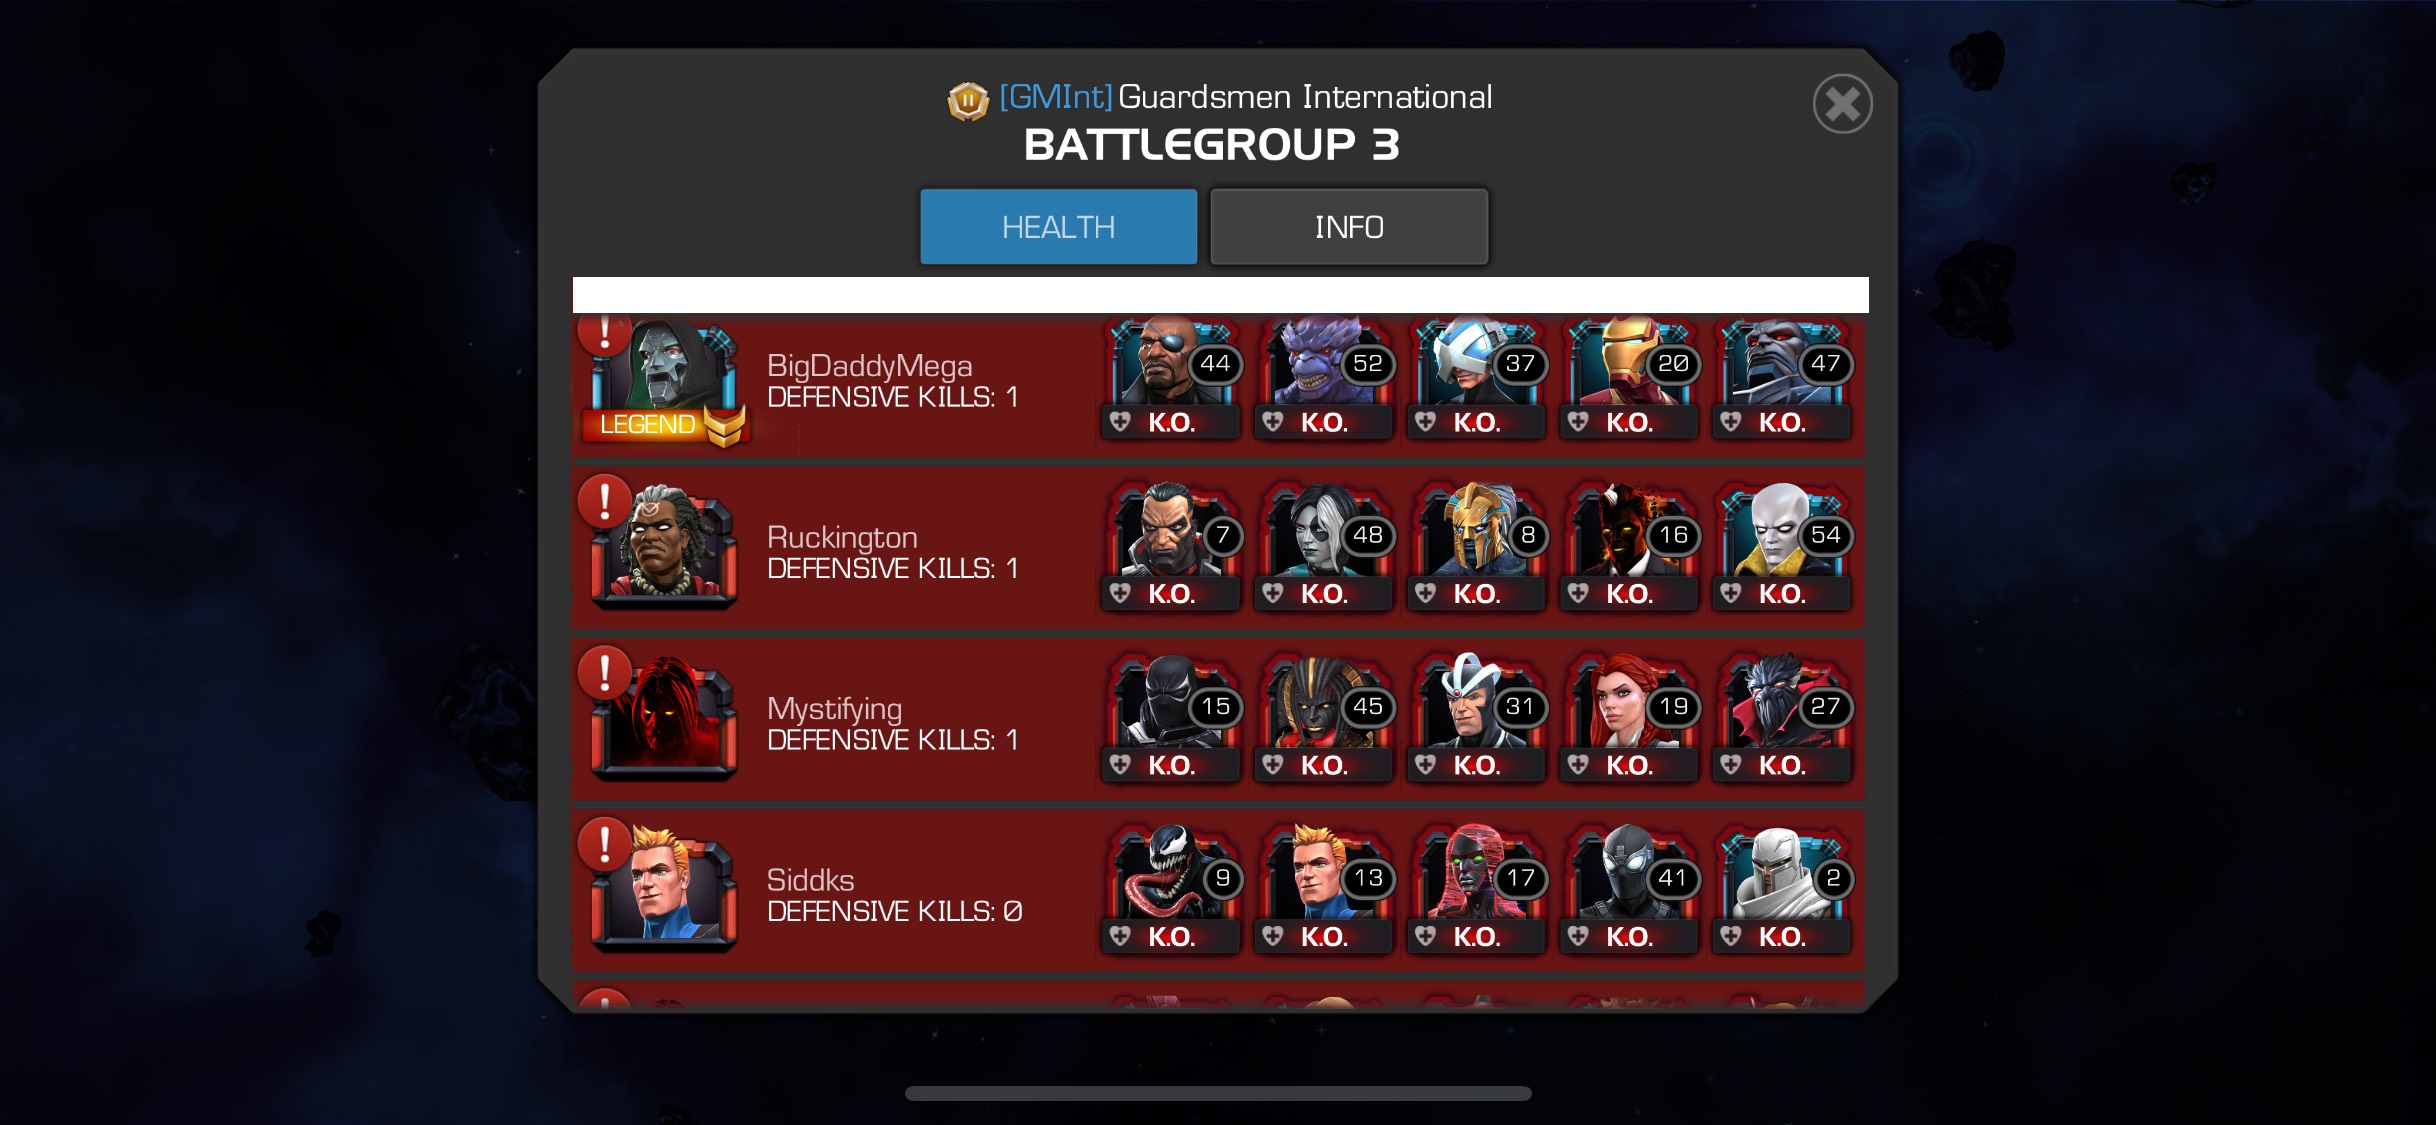 [GMInt] Guardsmen International
BATTLEGROUP 3
HEALTH INFO
! BigDaddyMega
DEFENSIVE KILLS: 1
LEGEND
44 52 37 20 47
K.O. K.O. K.O. K.O. K.O.
! Ruckington
DEFENSIVE KILLS: 1
7 48 8 16 54
K.O. K.O. K.O. K.O. K.O.
! Mystifying
DEFENSIVE KILLS: 1
15 45 31 19 27
K.O. K.O. K.O. K.O. K.O.
! Siddks
DEFENSIVE KILLS: 0
9 13 17 41 2
K.O. K.O. K.O. K.O. K.O.